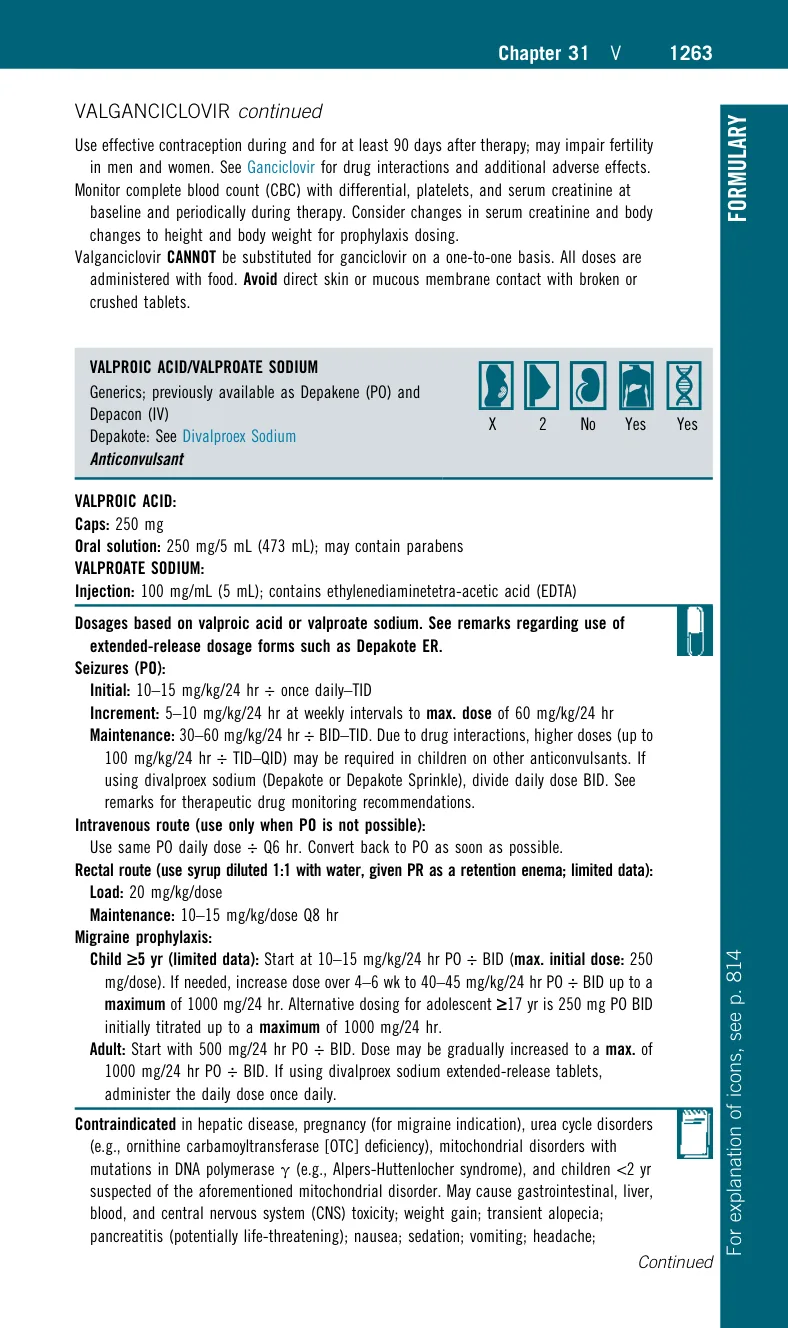 Chapter 31 V 1263
VALGANCICLOVIR continued
Use effective contraception during and for at least 90 days after therapy; may impair fertility
in men and women. See Ganciclovir for drug interactions and additional adverse effects.
Monitor complete blood count (CBC) with differential, platelets, and serum creatinine at
baseline and periodically during therapy. Consider changes in serum creatinine and body
changes to height and body weight for prophylaxis dosing.
Valganciclovir CANNOT be substituted for ganciclovir on a one-to-one basis. All doses are
administered with food. Avoid direct skin or mucous membrane contact with broken or
crushed tablets.
VALPROIC ACID/VALPROATE SODIUM
Generics; previously available as Depakene (PO) and
Depacon (IV)
Depakote: See Divalproex Sodium
Anticonvulsant
X 2 No Yes Yes
VALPROIC ACID:
Caps: 250 mg
Oral solution: 250 mg/5 mL (473 mL); may contain parabens
VALPROATE SODIUM:
Injection: 100 mg/mL (5 mL); contains ethylenediaminetetra-acetic acid (EDTA)
Dosages based on valproic acid or valproate sodium. See remarks regarding use of
extended-release dosage forms such as Depakote ER.
Seizures (PO):
Initial: 10–15 mg/kg/24 hr ÷ once daily–TID
Increment: 5–10 mg/kg/24 hr at weekly intervals to max. dose of 60 mg/kg/24 hr
Maintenance: 30–60 mg/kg/24 hr ÷ BID–TID. Due to drug interactions, higher doses (up to
100 mg/kg/24 hr ÷ TID–QID) may be required in children on other anticonvulsants. If
using divalproex sodium (Depakote or Depakote Sprinkle), divide daily dose BID. See
remarks for therapeutic drug monitoring recommendations.
Intravenous route (use only when PO is not possible):
Use same PO daily dose ÷ Q6 hr. Convert back to PO as soon as possible.
Rectal route (use syrup diluted 1:1 with water, given PR as a retention enema; limited data):
Load: 20 mg/kg/dose
Maintenance: 10–15 mg/kg/dose Q8 hr
Migraine prophylaxis:
Child ≥5 yr (limited data): Start at 10–15 mg/kg/24 hr PO ÷ BID (max. initial dose: 250
mg/dose). If needed, increase dose over 4–6 wk to 40–45 mg/kg/24 hr PO ÷ BID up to a
maximum of 1000 mg/24 hr. Alternative dosing for adolescent ≥17 yr is 250 mg PO BID
initially titrated up to a maximum of 1000 mg/24 hr.
Adult: Start with 500 mg/24 hr PO ÷ BID. Dose may be gradually increased to a max. of
1000 mg/24 hr PO ÷ BID. If using divalproex sodium extended-release tablets,
administer the daily dose once daily.
Contraindicated in hepatic disease, pregnancy (for migraine indication), urea cycle disorders
(e.g., ornithine carbamoyltransferase [OTC] deficiency), mitochondrial disorders with
mutations in DNA polymerase γ (e.g., Alpers-Huttenlocher syndrome), and children <2 yr
suspected of the aforementioned mitochondrial disorder. May cause gastrointestinal, liver,
blood, and central nervous system (CNS) toxicity; weight gain; transient alopecia;
pancreatitis (potentially life-threatening); nausea; sedation; vomiting; headache;
Continued
FORMULARY
For explanation of icons, see p. 814